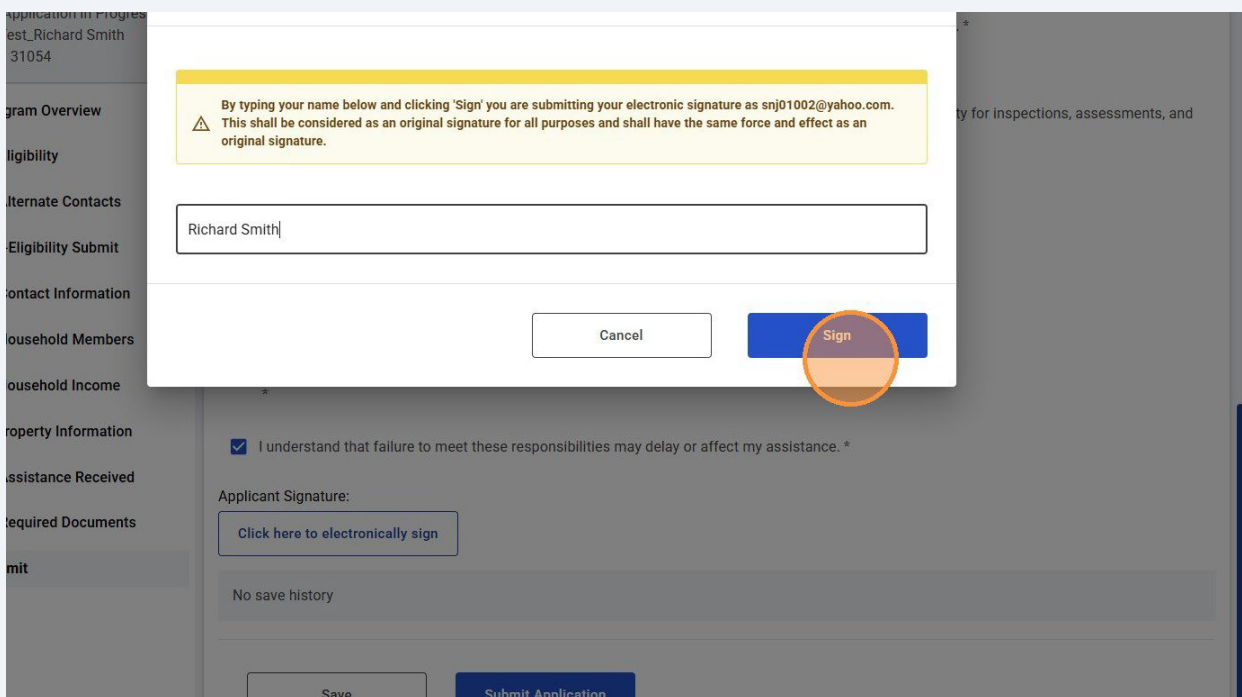 Application in Progres
est_Richard Smith
31054
gram Overview
ligibility
lternate Contacts
-Eligibility Submit
ontact Information
ousehold Members
ousehold Income
roperty Information
ssistance Received
equired Documents
mit
. *
ty for inspections, assessments, and
By typing your name below and clicking 'Sign' you are submitting your electronic signature as snj01002@yahoo.com.
This shall be considered as an original signature for all purposes and shall have the same force and effect as an
original signature.
Richard Smith
Cancel
Sign
*
I understand that failure to meet these responsibilities may delay or affect my assistance. *
Applicant Signature:
Click here to electronically sign
No save history
Save
Submit Application